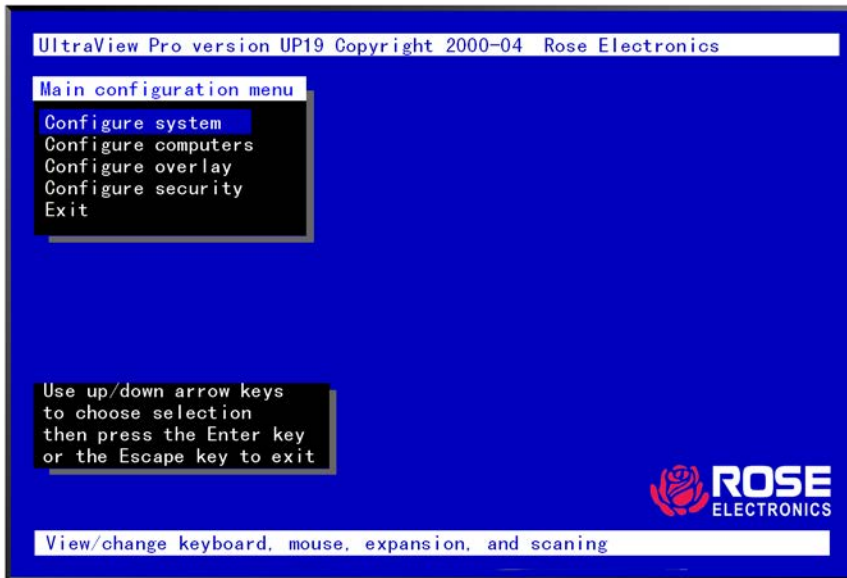 UltraView Pro version UP19 Copyright 2000-04 Rose Electronics
Main configuration menu
Configure system
Configure computers
Configure overlay
Configure security
Exit
Use up/down arrow keys
to choose selection
then press the Enter key
or the Escape key to exit
ROSE
ELECTRONICS
View/change keyboard, mouse, expansion, and scaning